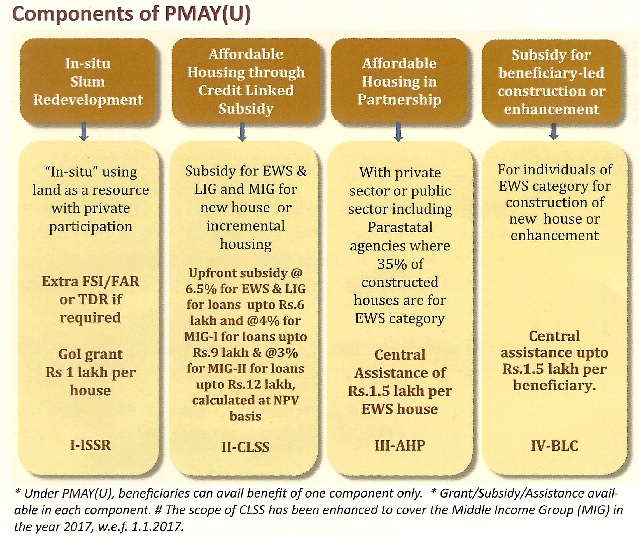 Components of PMAY(U)
In-situ
Slum
Redevelopment
"In-situ" using
land as a resource
with private
participation
Extra FSI/FAR
or TDR if
required
GoI grant
Rs 1 lakh per
house
I-ISSR
Affordable
Housing through
Credit Linked
Subsidy
Subsidy for EWS &
LIG and MIG for
new house or
incremental
housing
Upfront subsidy @
6.5% for EWS & LIG
for loans upto Rs.6
lakh and @4% for
MIG-I for loans upto
Rs.9 lakh & @3%
for MIG-II for loans
upto Rs.12 lakh,
calculated at NPV
basis
II-CLSS
Affordable
Housing in
Partnership
With private
sector or public
sector including
Parastatal
agencies where
35% of
constructed
houses are for
EWS category
Central
Assistance of
Rs.1.5 lakh per
EWS house
III-AHP
Subsidy for
beneficiary-led
construction or
enhancement
For individuals of
EWS category for
construction of
new house or
enhancement
Central
assistance upto
Rs.1.5 lakh per
beneficiary.
IV-BLC
* Under PMAY(U), beneficiaries can avail benefit of one component only. * Grant/Subsidy/Assistance avail-
able in each component. # The scope of CLSS has been enhanced to cover the Middle Income Group (MIG) in
the year 2017, w.e.f. 1.1.2017.